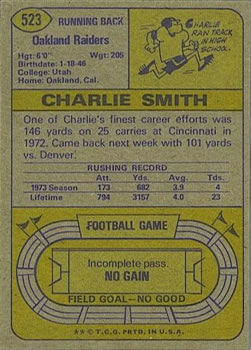 523
RUNNING BACK
Oakland Raiders
Hgt: 6'0" Wgt: 205
Birthdate: 1-18-46
College: Utah
Home: Oakland, Cal.
CHARLIE
RAN TRACK
IN HIGH
SCHOOL.
CHARLIE SMITH
One of Charlie's finest career efforts was
146 yards on 25 carries at Cincinnati in
1972. Came back next week with 101 yards
vs. Denver.
RUSHING RECORD
Att. Yds. Avg. Tds.
1973 Season 173 682 3.9 4
Lifetime 794 3157 4.0 23
FOOTBALL GAME
Incomplete pass.
NO GAIN
FIELD GOAL—NO GOOD
★★ © T.C.G. PRTD. IN U.S.A.